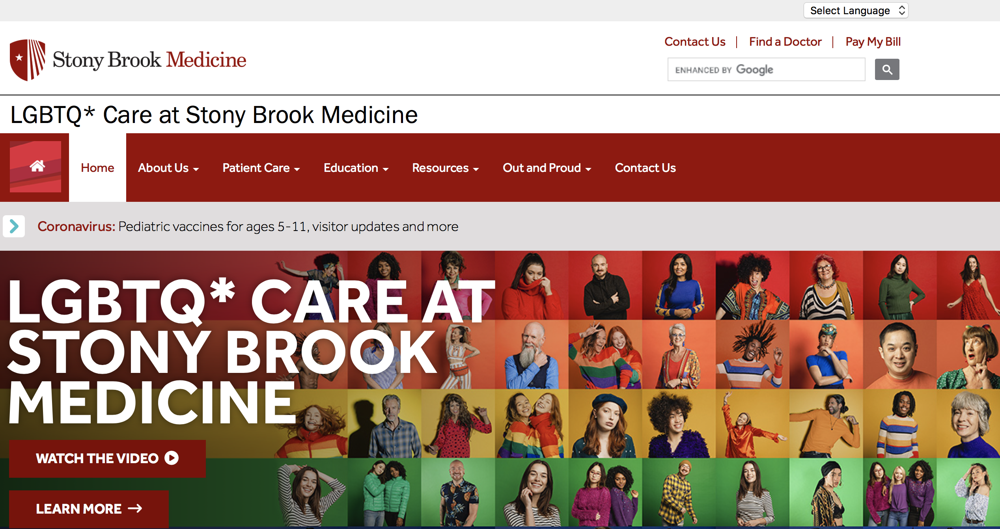 Select Language
Contact Us | Find a Doctor | Pay My Bill
Stony Brook Medicine
ENHANCED BY Google
LGBTQ* Care at Stony Brook Medicine
Home About Us Patient Care Education Resources Out and Proud Contact Us
Coronavirus: Pediatric vaccines for ages 5-11, visitor updates and more
LGBTQ* CARE AT
STONY BROOK
MEDICINE
WATCH THE VIDEO
LEARN MORE →